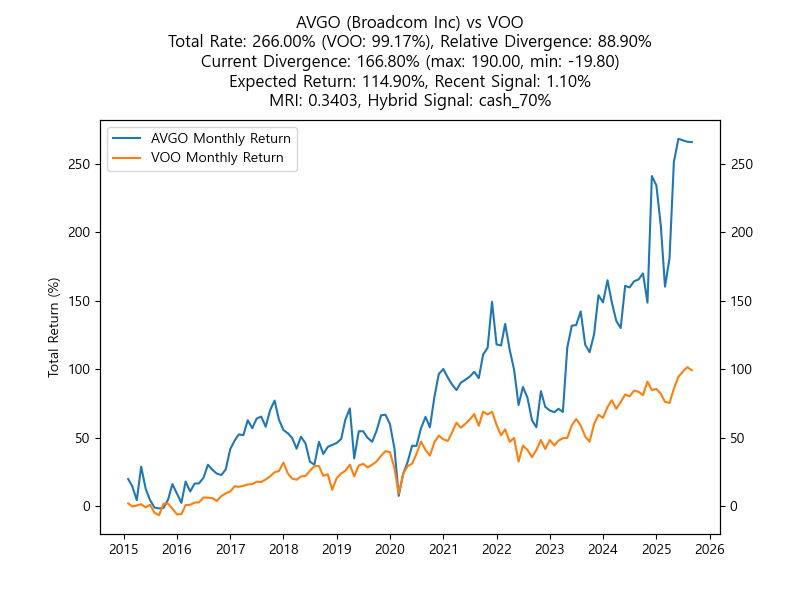 AVGO (Broadcom Inc) vs VOO
Total Rate: 266.00% (VOO: 99.17%), Relative Divergence: 88.90%
Current Divergence: 166.80% (max: 190.00, min: -19.80)
Expected Return: 114.90%, Recent Signal: 1.10%
MRI: 0.3403, Hybrid Signal: cash_70%
AVGO Monthly Return
VOO Monthly Return
Total Return (%)
250 250
200 200
150 150
100 100
50 50
0 0
2015 2016 2017 2018 2019 2020 2021 2022 2023 2024 2025 2026